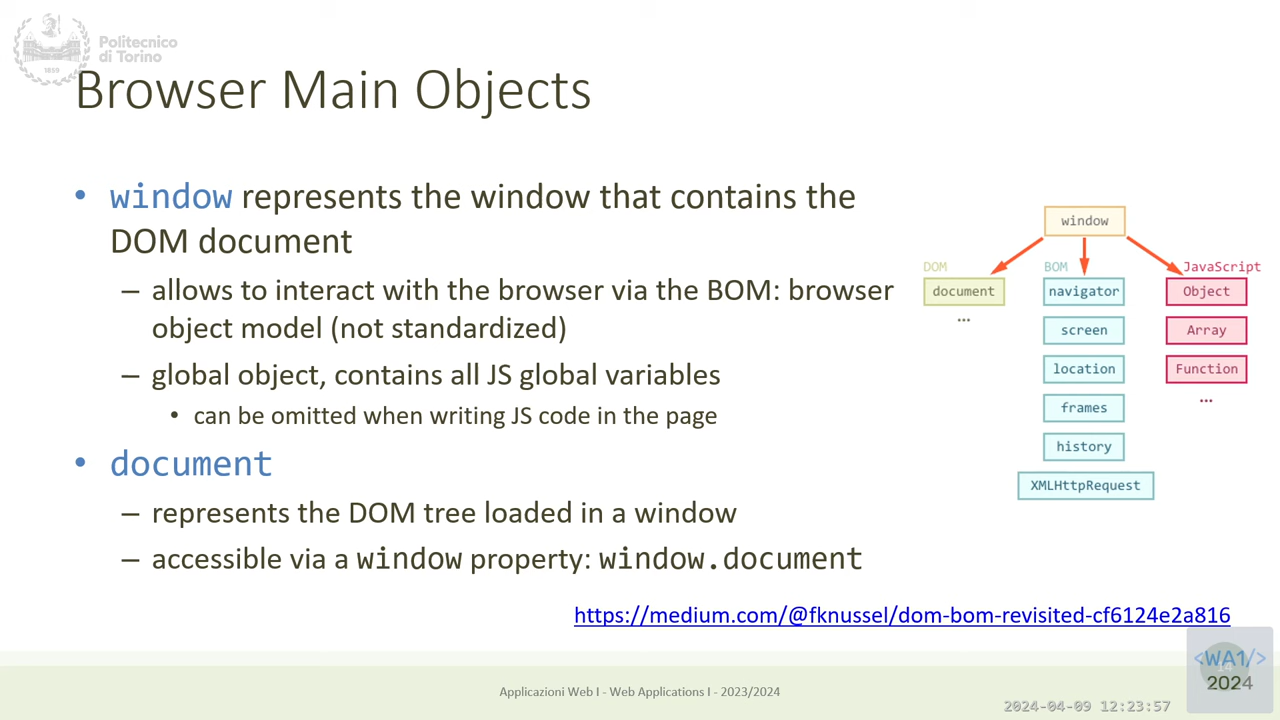 Politecnico
di Torino
1859
Browser Main Objects
• window represents the window that contains the
DOM document
– allows to interact with the browser via the BOM: browser
object model (not standardized)
– global object, contains all JS global variables
• can be omitted when writing JS code in the page
• document
– represents the DOM tree loaded in a window
– accessible via a window property: window.document
window
DOM
BOM
JavaScript
document
navigator
Object
...
screen
Array
location
Function
frames
...
history
XMLHttpRequest
https://medium.com/@fknussel/dom-bom-revisited-cf6124e2a816
<WA1/>
2024
Applicazioni Web I - Web Applications I - 2023/2024
2024-04-09 12:23:57